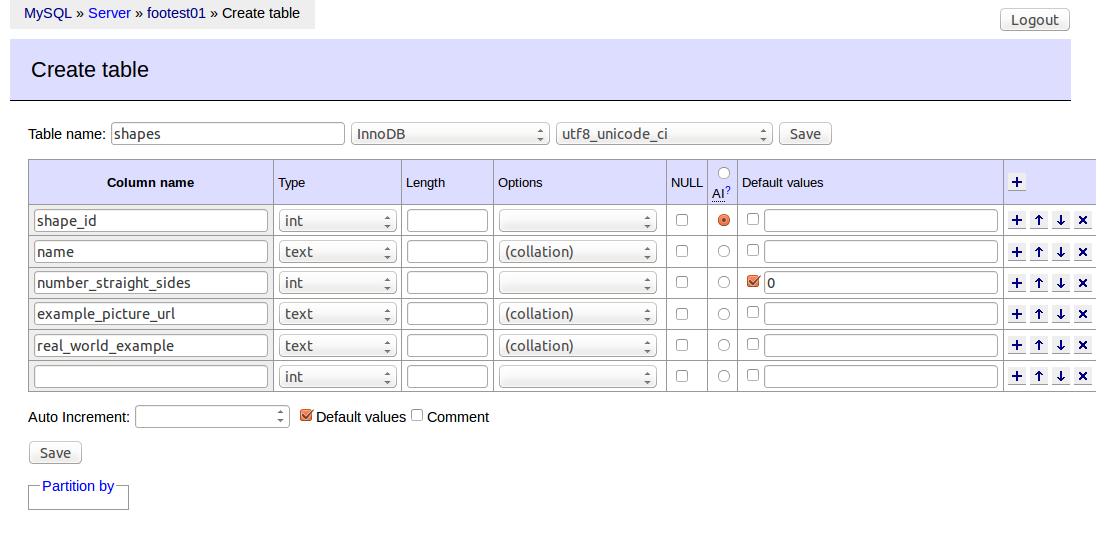 MySQL » Server » footest01 » Create table
Logout
Create table
Table name: shapes InnoDB utf8_unicode_ci Save
Column name Type Length Options NULL AI? Default values
shape_id int
name text (collation)
number_straight_sides int 0
example_picture_url text (collation)
real_world_example text (collation)
int
Auto Increment: Default values Comment
Save
Partition by